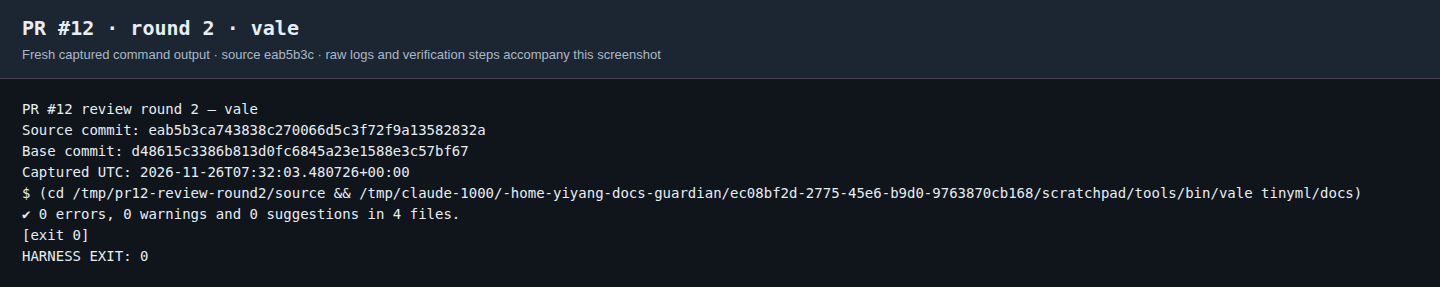 PR #12 · round 2 · vale
Fresh captured command output · source eab5b3c · raw logs and verification steps accompany this screenshot
PR #12 review round 2 — vale
Source commit: eab5b3ca743838c270066d5c3f72f9a13582832a
Base commit: d48615c3386b813d0fc6845a23e1588e3c57bf67
Captured UTC: 2026-11-26T07:32:03.480726+00:00
$ (cd /tmp/pr12-review-round2/source && /tmp/claude-1000/-home-yiyang-docs-guardian/ec08bf2d-2775-45e6-b9d0-9763870cb168/scratchpad/tools/bin/vale tinyml/docs)
✔ 0 errors, 0 warnings and 0 suggestions in 4 files.
[exit 0]
HARNESS EXIT: 0